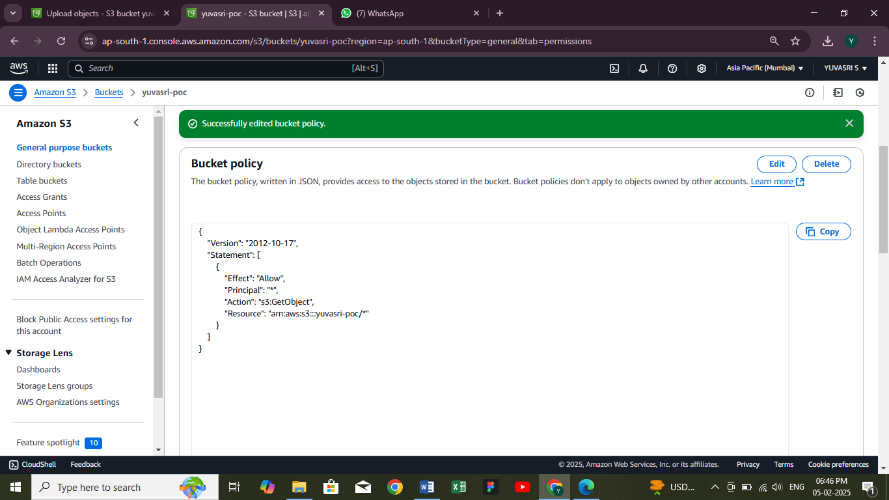 Upload objects - S3 bucket yuv
yuvasri-poc - S3 bucket | S3 | a
(7) WhatsApp
ap-south-1.console.aws.amazon.com/s3/buckets/yuvasri-poc?region=ap-south-1&bucketType=general&tab=permissions
Y
aws
Search
[Alt+S]
Asia Pacific (Mumbai)
YUVASRI S
Amazon S3
Buckets
yuvasri-poc
Amazon S3
General purpose buckets
Directory buckets
Table buckets
Access Grants
Access Points
Object Lambda Access Points
Multi-Region Access Points
Batch Operations
IAM Access Analyzer for S3
Block Public Access settings for
this account
Storage Lens
Dashboards
Storage Lens groups
AWS Organizations settings
Feature spotlight 10
Successfully edited bucket policy.
Bucket policy
Edit
Delete
The bucket policy, written in JSON, provides access to the objects stored in the bucket. Bucket policies don't apply to objects owned by other accounts. Learn more
Copy
{
"Version": "2012-10-17",
"Statement": [
{
"Effect": "Allow",
"Principal": "*",
"Action": "s3:GetObject",
"Resource": "arn:aws:s3:::yuvasri-poc/*"
}
]
}
CloudShell
Feedback
© 2025, Amazon Web Services, Inc. or its affiliates.
Privacy
Terms
Cookie preferences
Type here to search
USD...
ENG
06:46 PM
05-02-2025
1